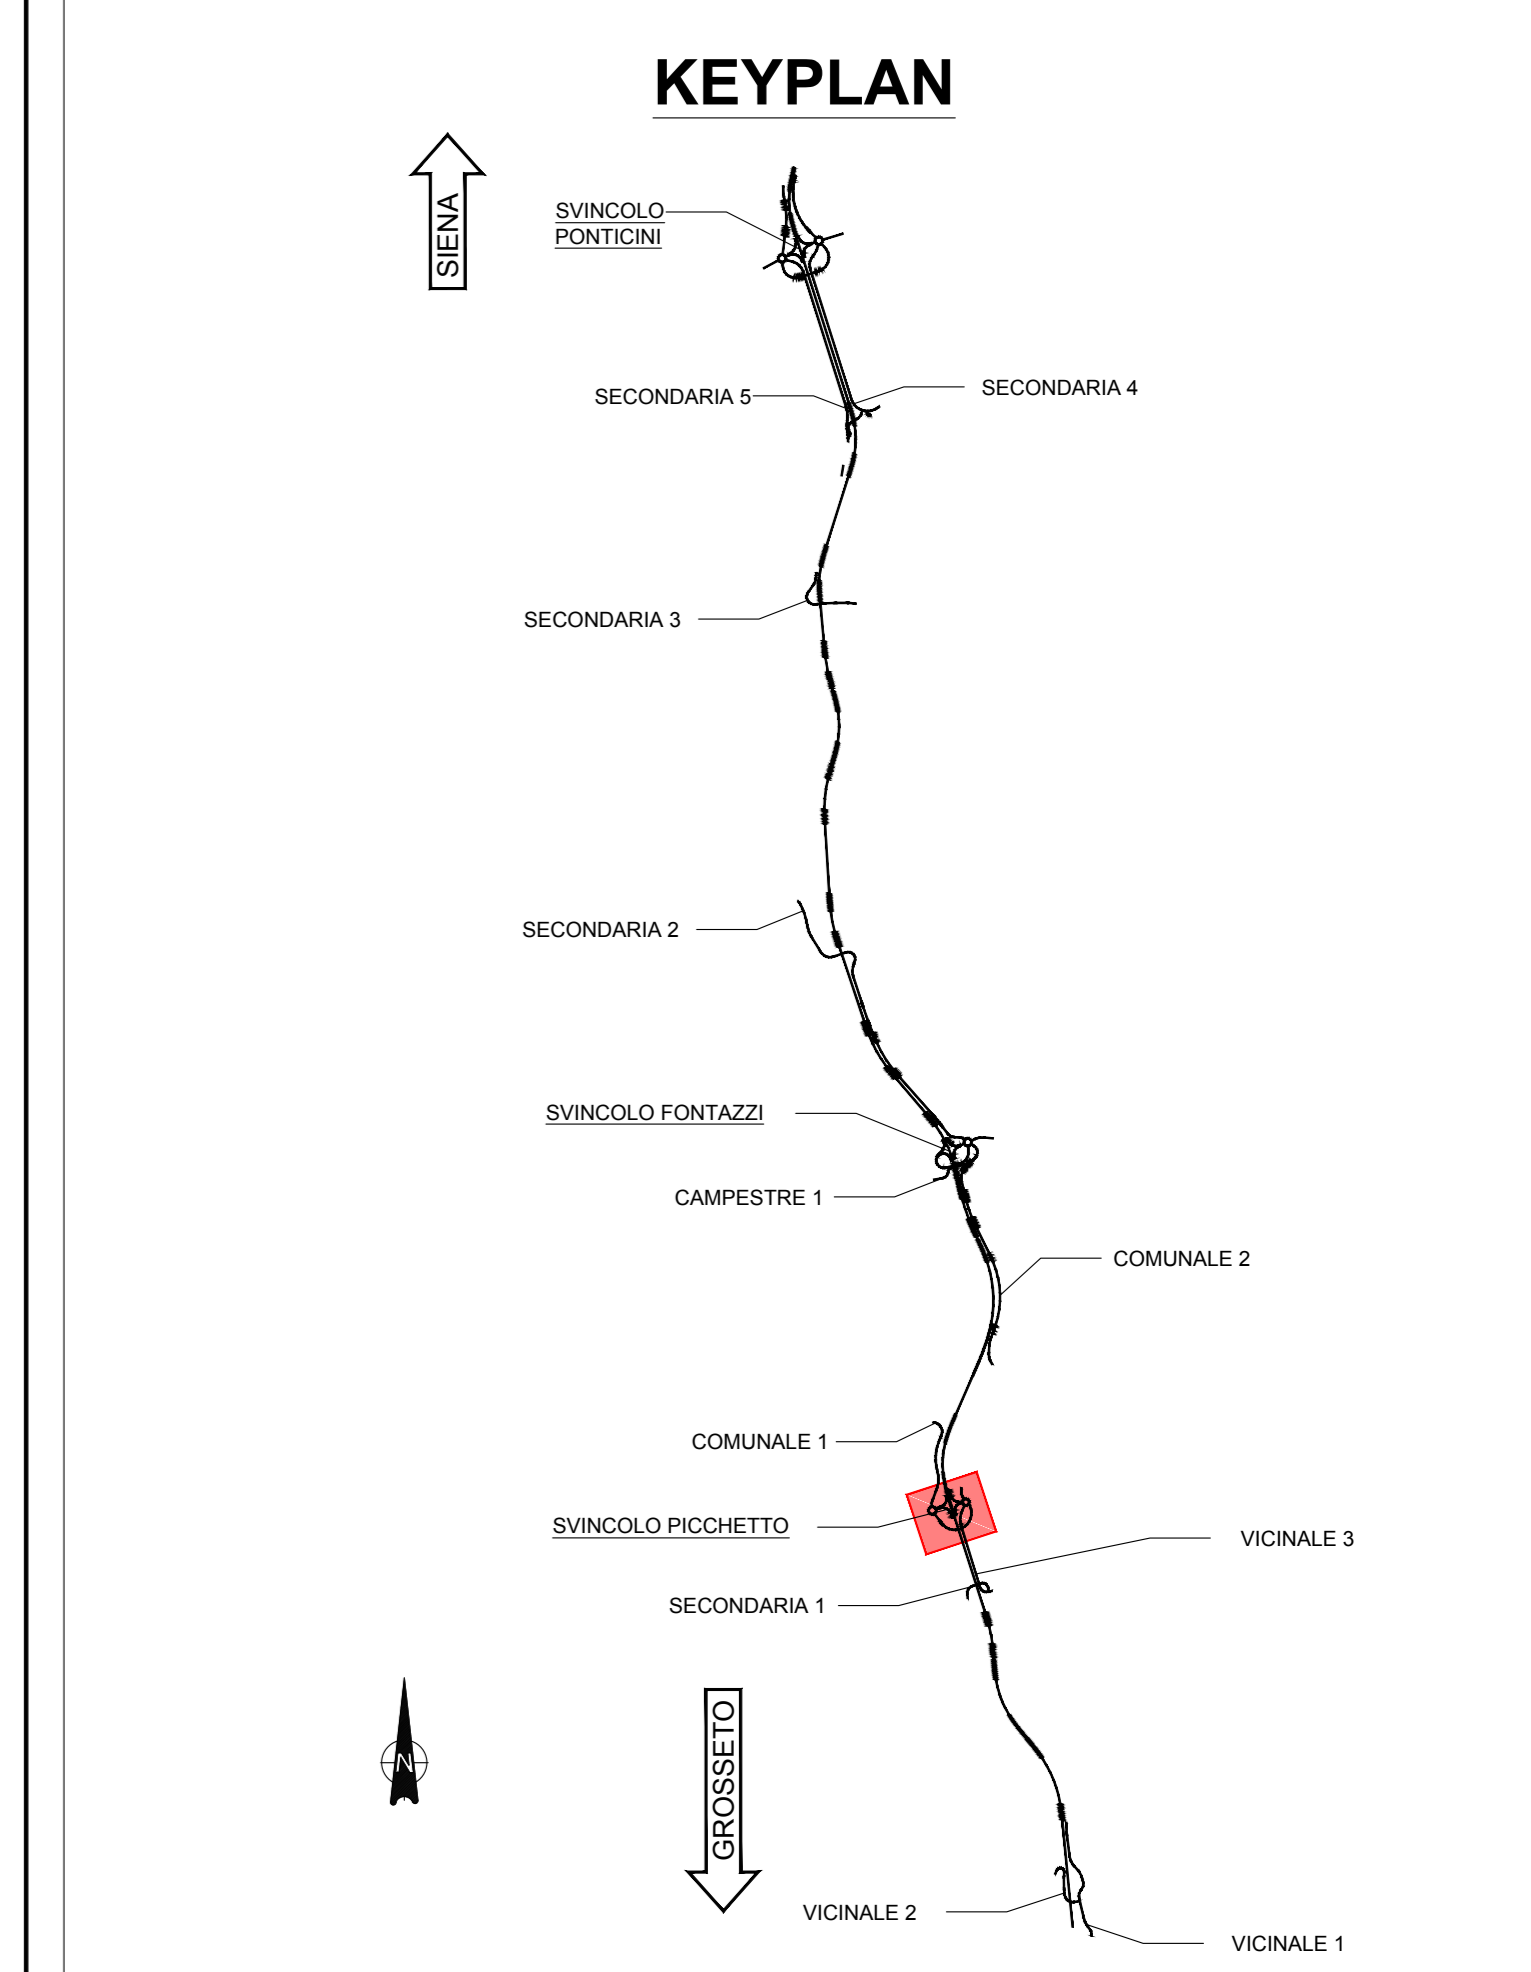 KEYPLAN
SIENA
SVINCOLO
PONTICINI
SECONDARIA 5
SECONDARIA 4
SECONDARIA 3
SECONDARIA 2
SVINCOLO FONTAZZI
CAMPESTRE 1
COMUNALE 2
COMUNALE 1
SVINCOLO PICCHETTO
VICINALE 3
SECONDARIA 1
GROSSETO
N
VICINALE 2
VICINALE 1